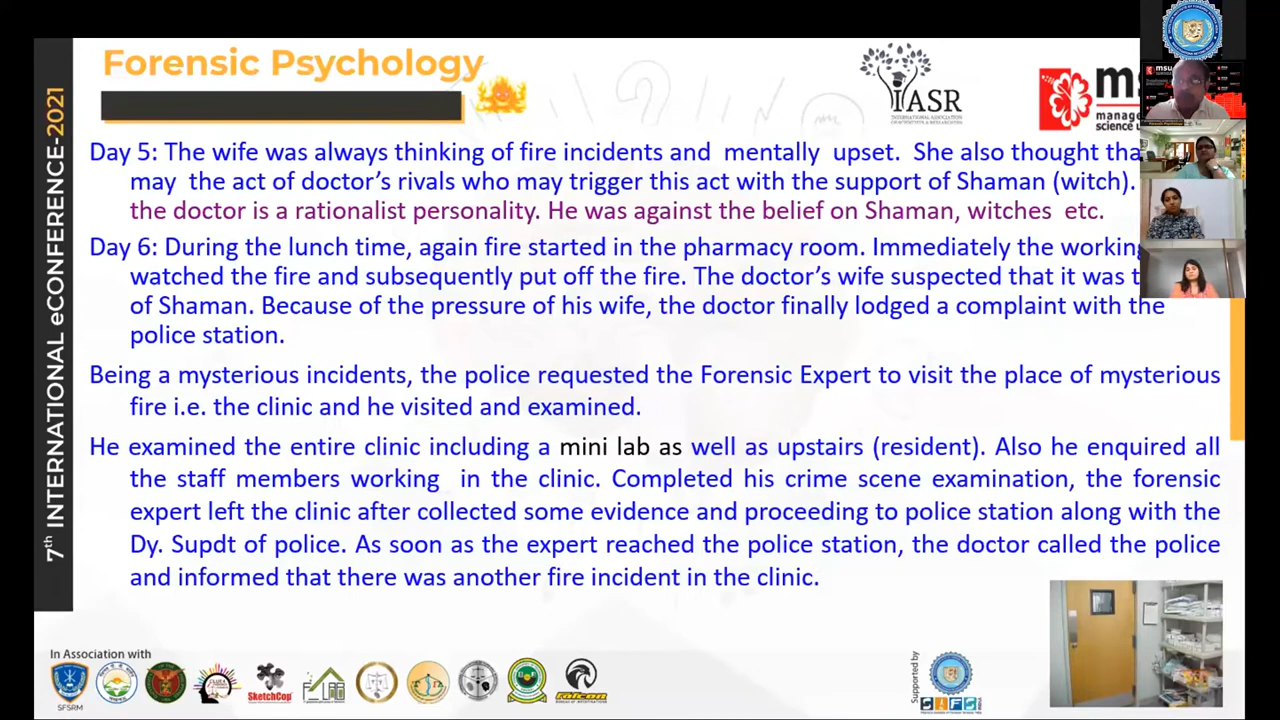 Forensic Psychology
IASR
INTERNATIONAL ASSOCIATION
OF SCIENTISTS & RESEARCHERS
manage
science u
7th INTERNATIONAL eCONFERENCE-2021
Day 5: The wife was always thinking of fire incidents and mentally upset. She also thought tha
may the act of doctor's rivals who may trigger this act with the support of Shaman (witch).
the doctor is a rationalist personality. He was against the belief on Shaman, witches etc.
Day 6: During the lunch time, again fire started in the pharmacy room. Immediately the working
watched the fire and subsequently put off the fire. The doctor's wife suspected that it was t
of Shaman. Because of the pressure of his wife, the doctor finally lodged a complaint with the
police station.
Being a mysterious incidents, the police requested the Forensic Expert to visit the place of mysterious
fire i.e. the clinic and he visited and examined.
He examined the entire clinic including a mini lab as well as upstairs (resident). Also he enquired all
the staff members working in the clinic. Completed his crime scene examination, the forensic
expert left the clinic after collected some evidence and proceeding to police station along with the
Dy. Supdt of police. As soon as the expert reached the police station, the doctor called the police
and informed that there was another fire incident in the clinic.
In Association with
SFSRM
SketchCop
FALCON
Supported by
SIFS